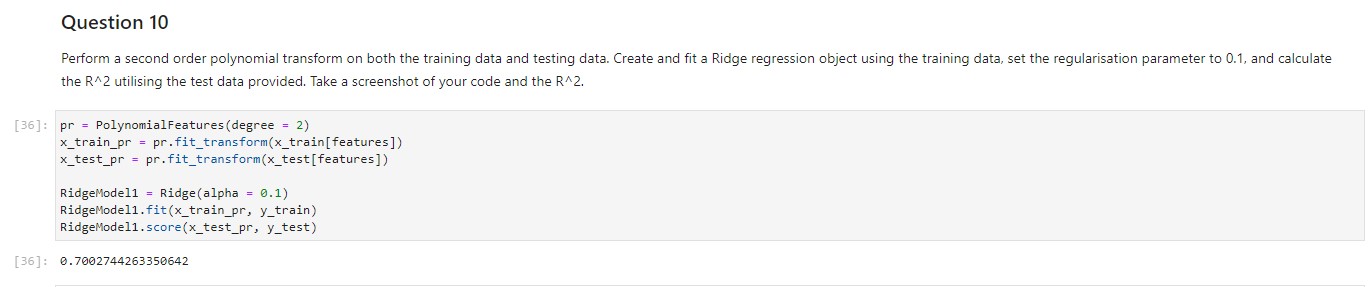 Question 10
Perform a second order polynomial transform on both the training data and testing data. Create and fit a Ridge regression object using the training data, set the regularisation parameter to 0.1, and calculate
the R^2 utilising the test data provided. Take a screenshot of your code and the R^2.
[36]: pr = PolynomialFeatures(degree = 2)
x_train_pr = pr.fit_transform(x_train[features])
x_test_pr = pr.fit_transform(x_test[features])
RidgeModel1 = Ridge(alpha = 0.1)
RidgeModel1.fit(x_train_pr, y_train)
RidgeModel1.score(x_test_pr, y_test)
[36]: 0.7002744263350642